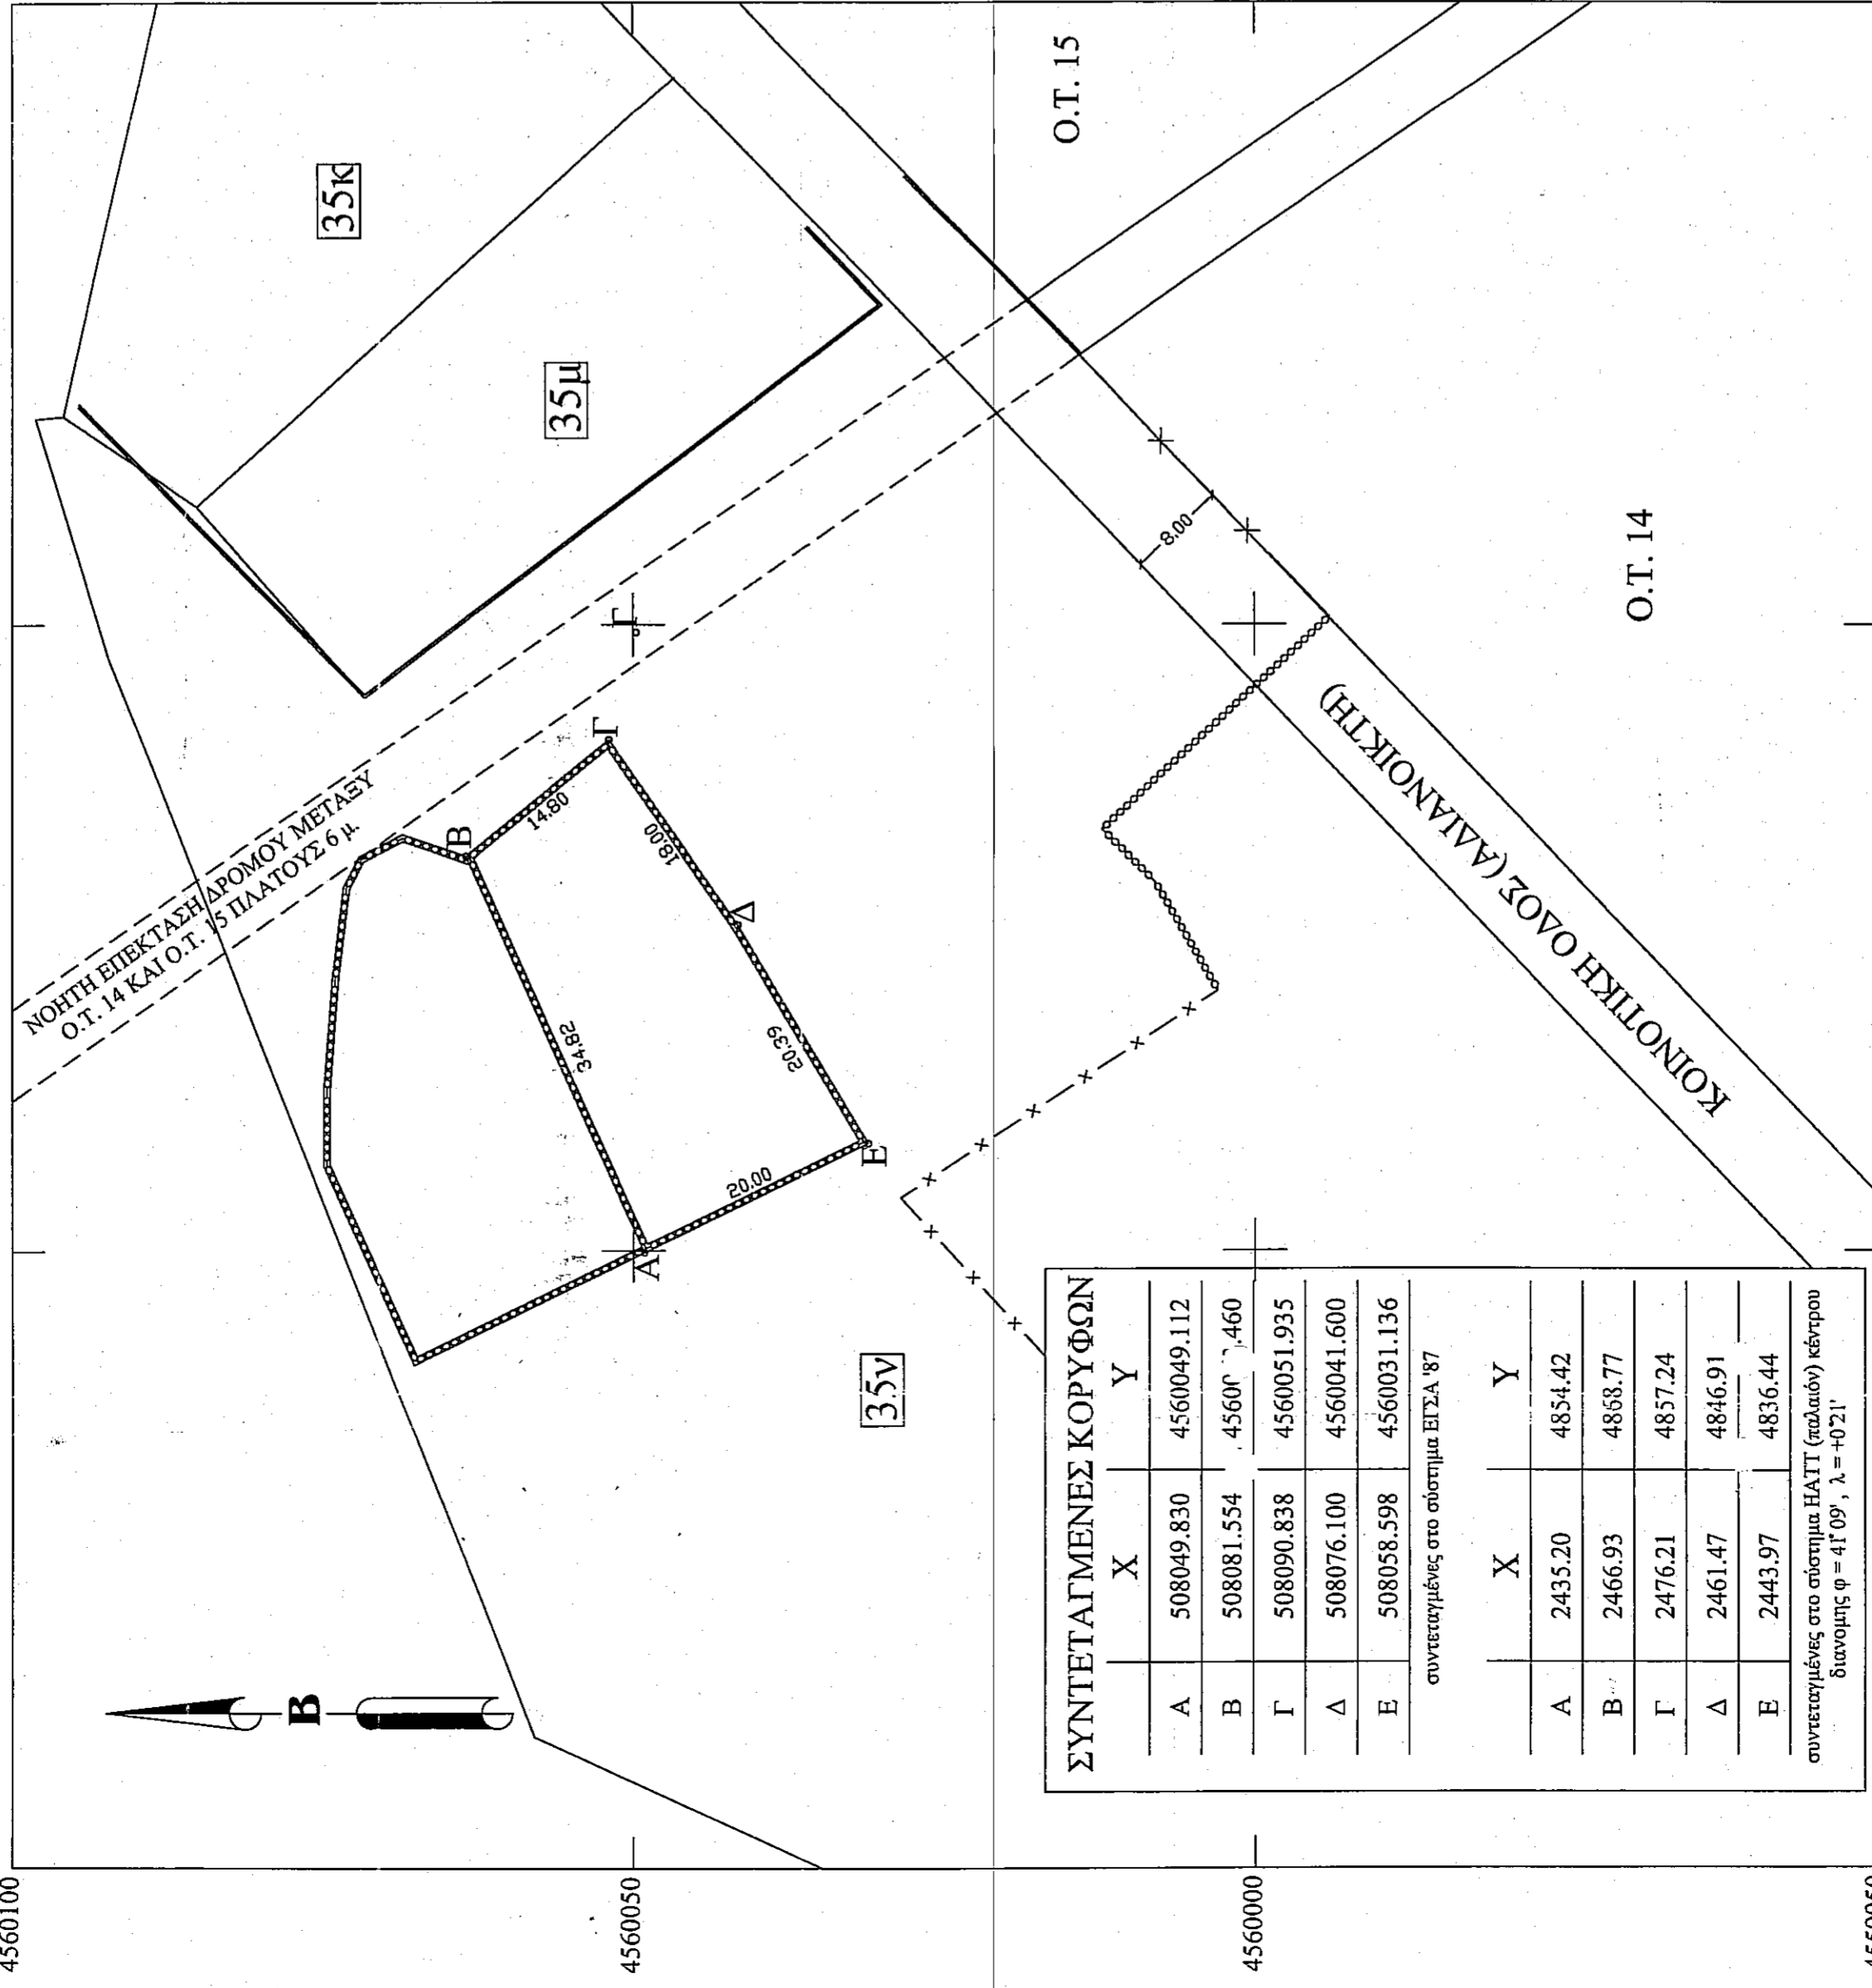 4560100
4560050
4560000
Β
ΝΟΗΤΗ ΕΠΕΚΤΑΣΗ ΔΡΟΜΟΥ ΜΕΤΑΞΥ
Ο.Τ. 14 ΚΑΙ Ο.Τ. 15 ΠΛΑΤΟΥΣ 6 μ.
35κ
35μ
35ν
Α
Β
Γ
Δ
Ε
Γ
34.82
14.80
18.00
20.39
20.00
8.00
Ο.Τ. 15
Ο.Τ. 14
ΚΟΙΝΟΤΙΚΗ ΟΔΟΣ (ΑΔΙΑΝΟΙΚΤΗ)
ΣΥΝΤΕΤΑΓΜΕΝΕΣ ΚΟΡΥΦΩΝ
Χ Υ
Α 508049.830 4560049.112
Β 508081.554 .460
Γ 508090.838 4560051.935
Δ 508076.100 4560041.600
Ε 508058.598 4560031.136
συντεταγμένες στο σύστημα ΕΓΣΑ '87
Χ Υ
Α 2435.20 4854.42
Β 2466.93 4868.77
Γ 2476.21 4857.24
Δ 2461.47 4846.91
Ε 2443.97 4836.44
συντεταγμένες στο σύστημα HATT (παλαιόν) κέντρου
διανομής φ = 41°09' , λ = +0°21'